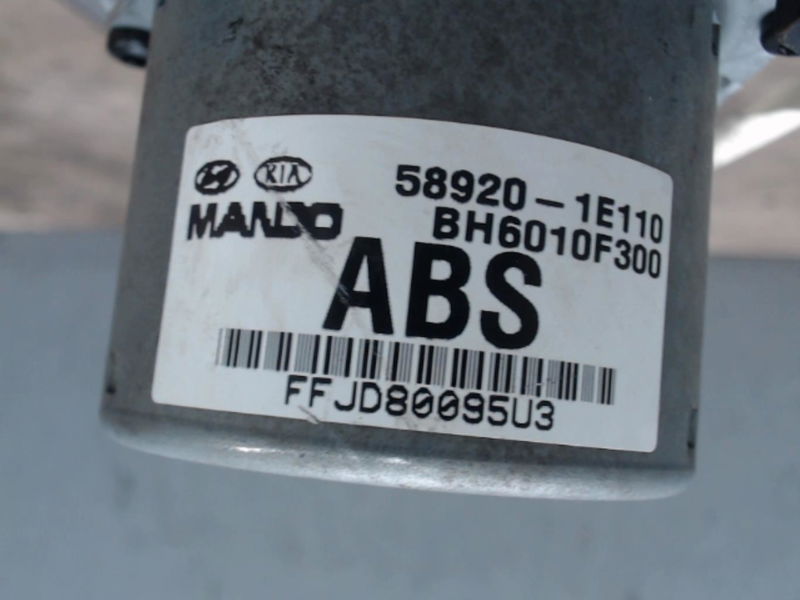 KIA
58920-1E110
MANDO
BH6010F300
ABS
FFJD80095U3